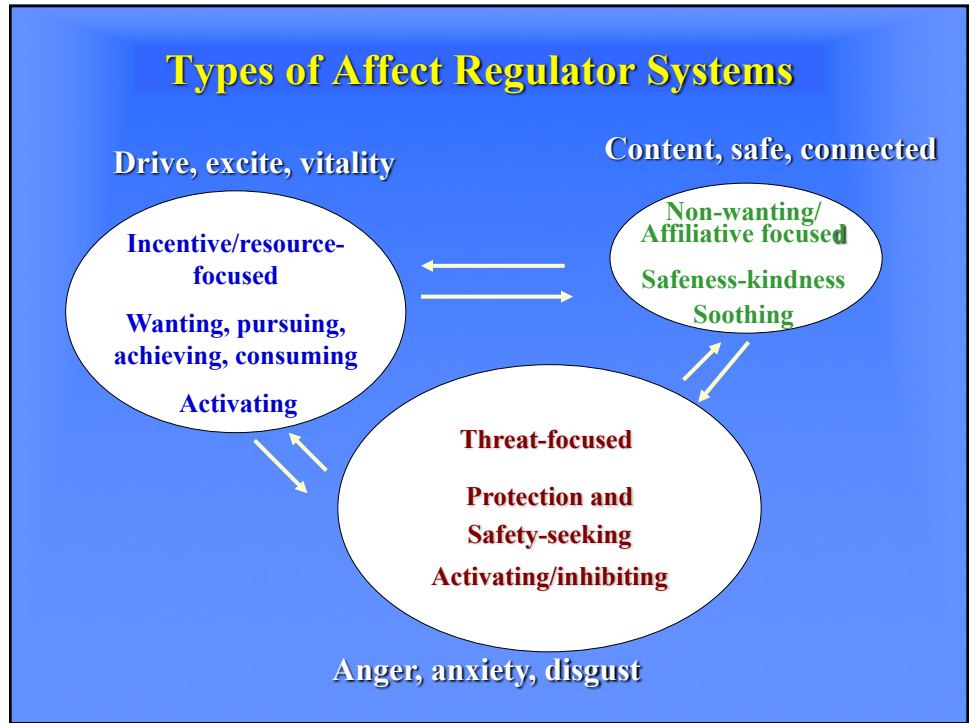 Types of Affect Regulator Systems
Drive, excite, vitality
Incentive/resource-
focused
Wanting, pursuing,
achieving, consuming
Activating
Content, safe, connected
Non-wanting/
Affiliative focused
Safeness-kindness
Soothing
Threat-focused
Protection and
Safety-seeking
Activating/inhibiting
Anger, anxiety, disgust